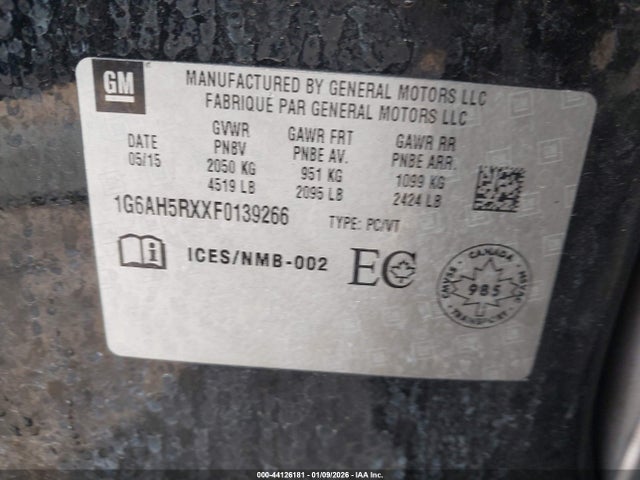 GM
MANUFACTURED BY GENERAL MOTORS LLC
FABRIQUE PAR GENERAL MOTORS LLC
DATE
05/15
GVWR
PNBV
2050 KG
4519 LB
GAWR FRT
PNBE AV.
951 KG
2095 LB
GAWR RR
PNBE ARR.
1099 KG
2424 LB
1G6AH5RXXF0139266 TYPE: PC/VT
i ICES/NMB-002 EC
CANADA
985
TRANSPORT
000-44126181 - 01/09/2026 - IAA Inc.